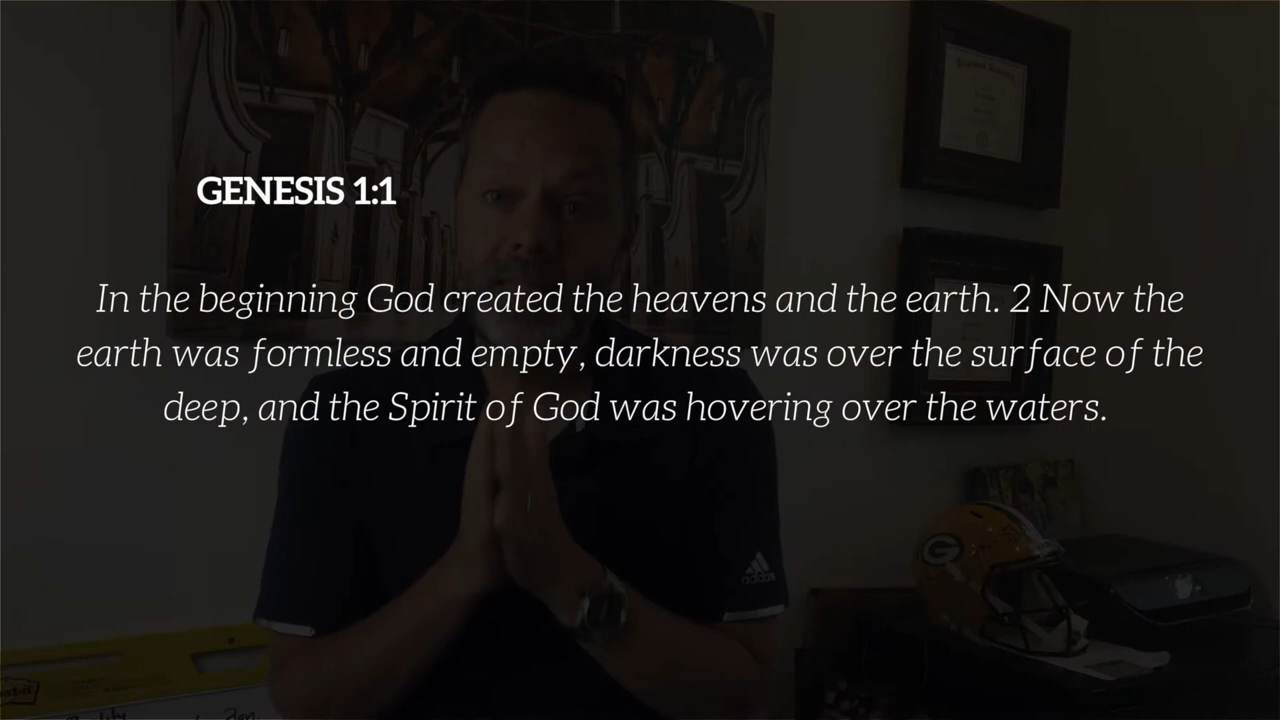 GENESIS 1:1
In the beginning God created the heavens and the earth. 2 Now the
earth was formless and empty, darkness was over the surface of the
deep, and the Spirit of God was hovering over the waters.
adidas
G